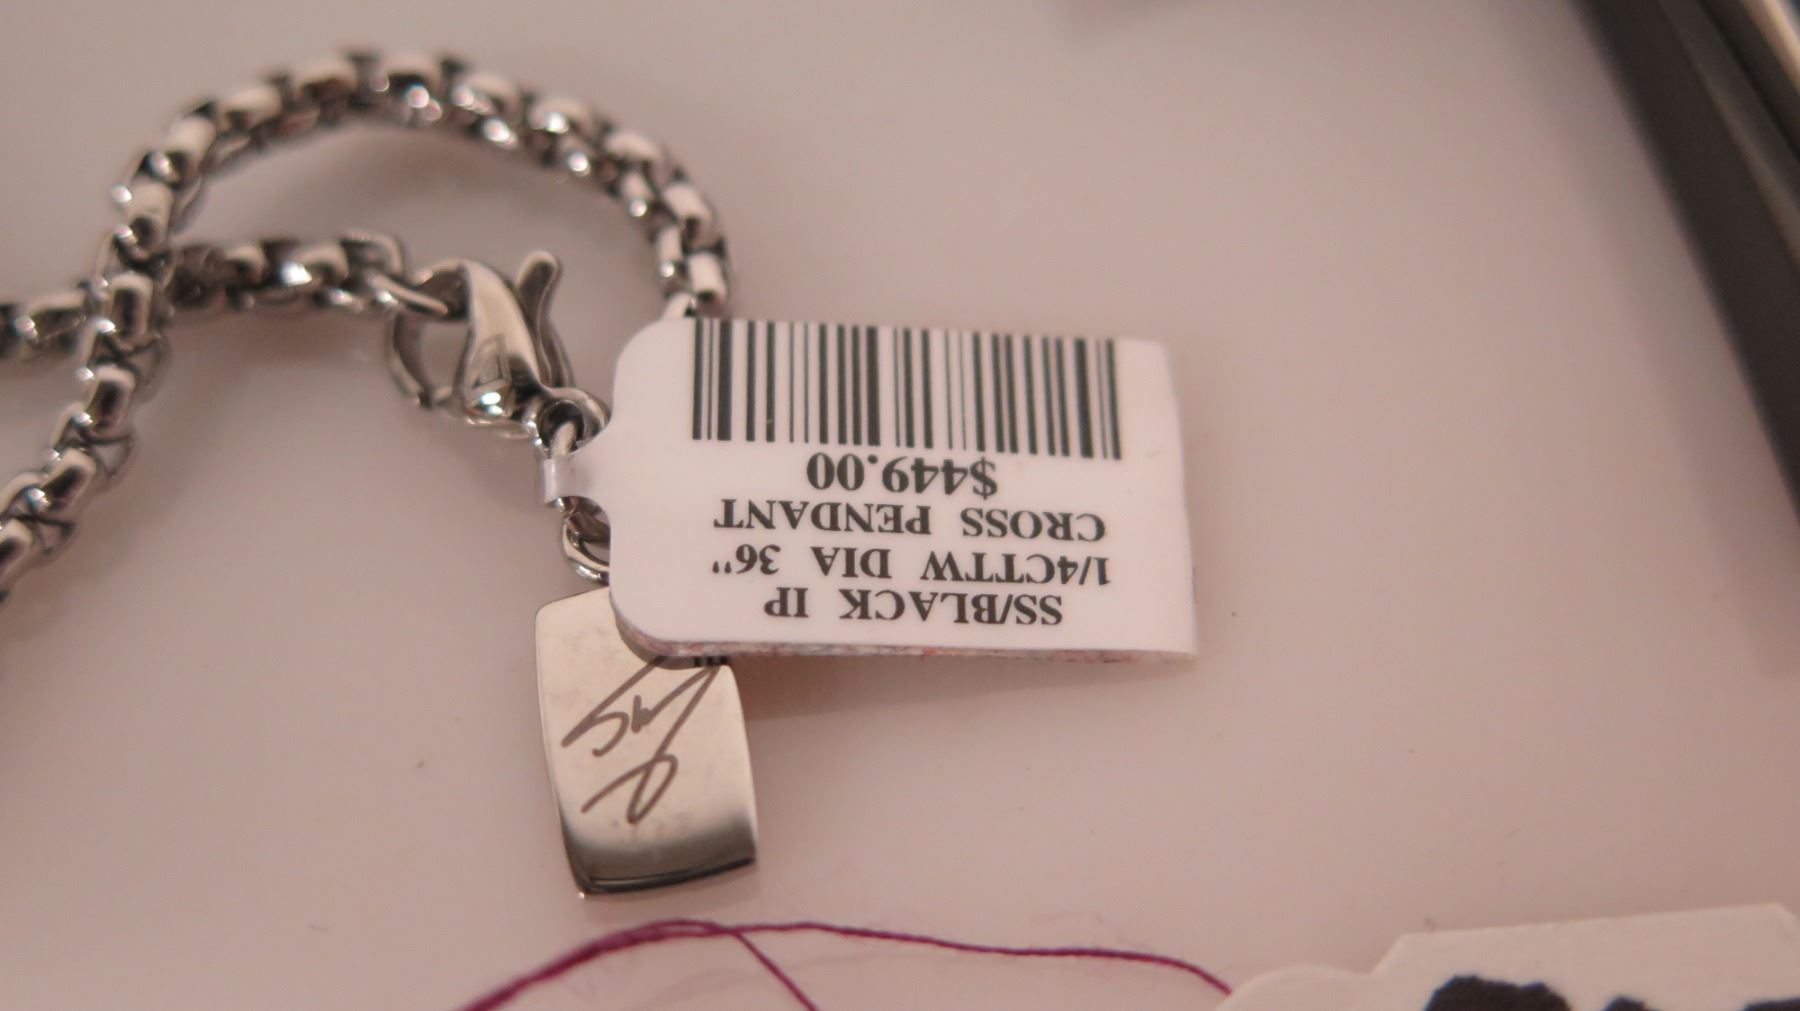 SS/BLACK IP
1/4CTTW DIA 36"
CROSS PENDANT
$449.00